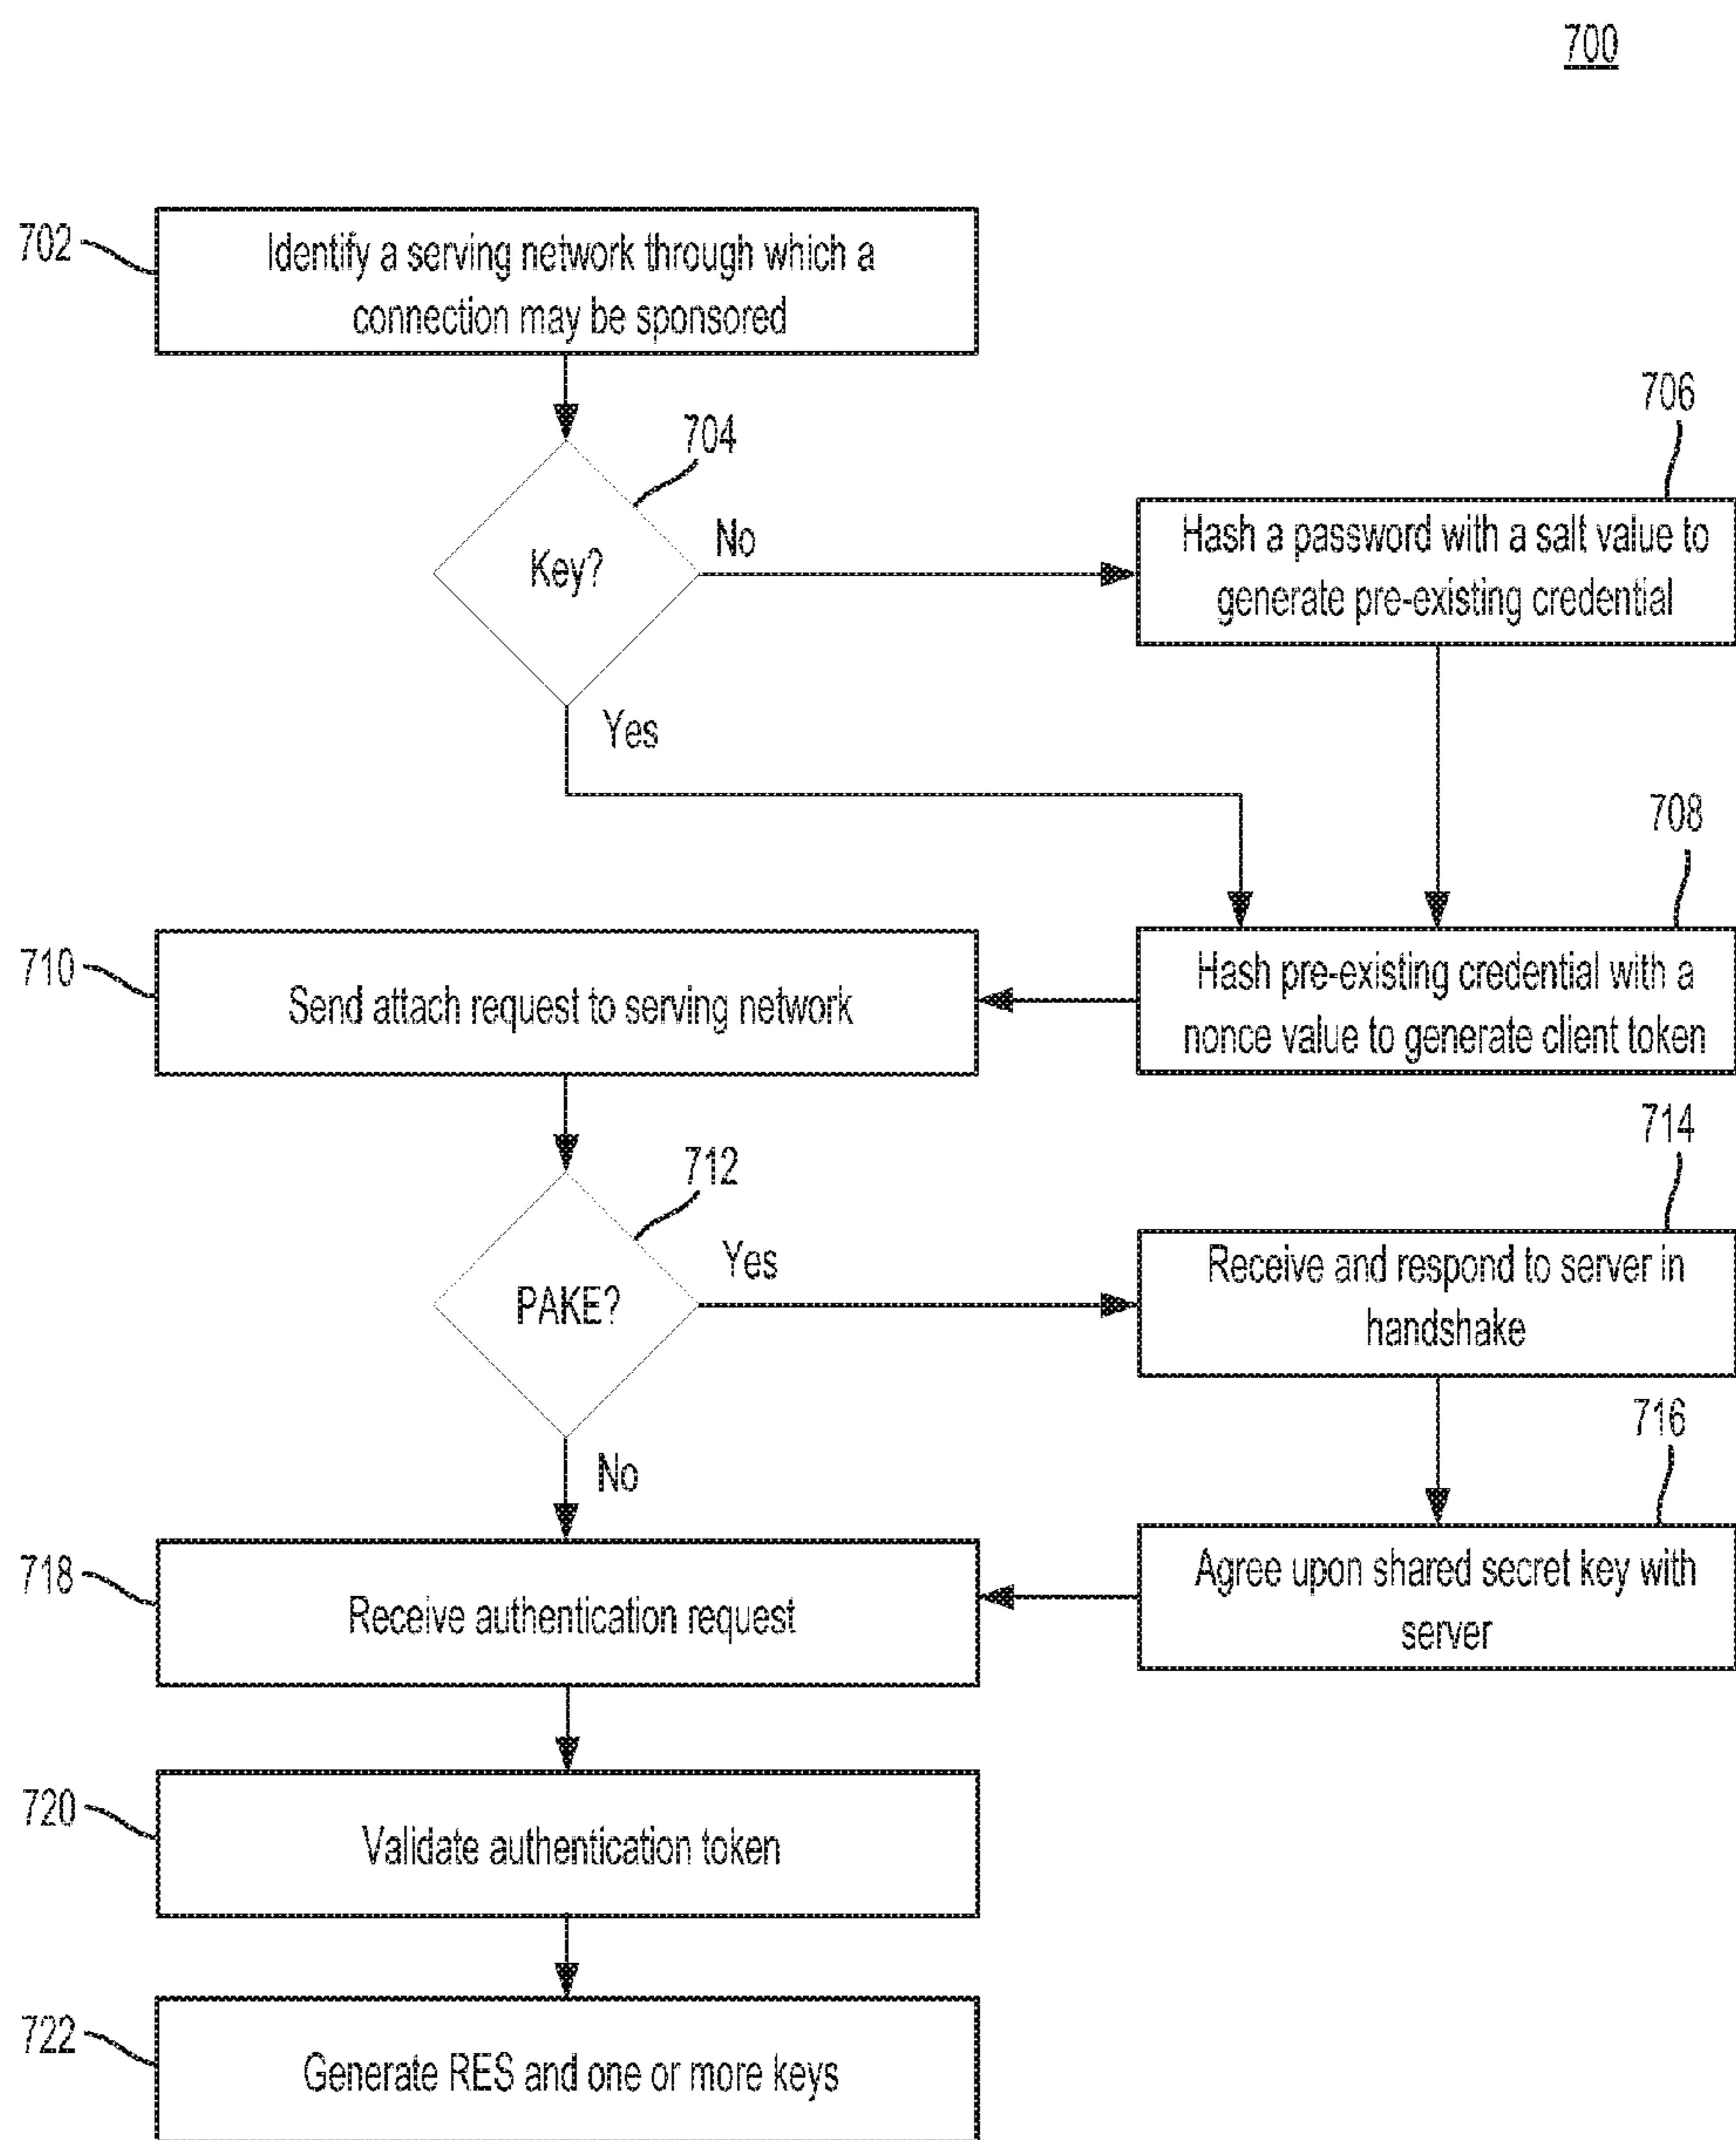 700
702
Identify a serving network through which a
connection may be sponsored
704
Key?
No
Yes
706
Hash a password with a salt value to
generate pre-existing credential
708
Hash pre-existing credential with a
nonce value to generate client token
710
Send attach request to serving network
712
PAKE?
Yes
No
714
Receive and respond to server in
handshake
716
Agree upon shared secret key with
server
718
Receive authentication request
720
Validate authentication token
722
Generate RES and one or more keys